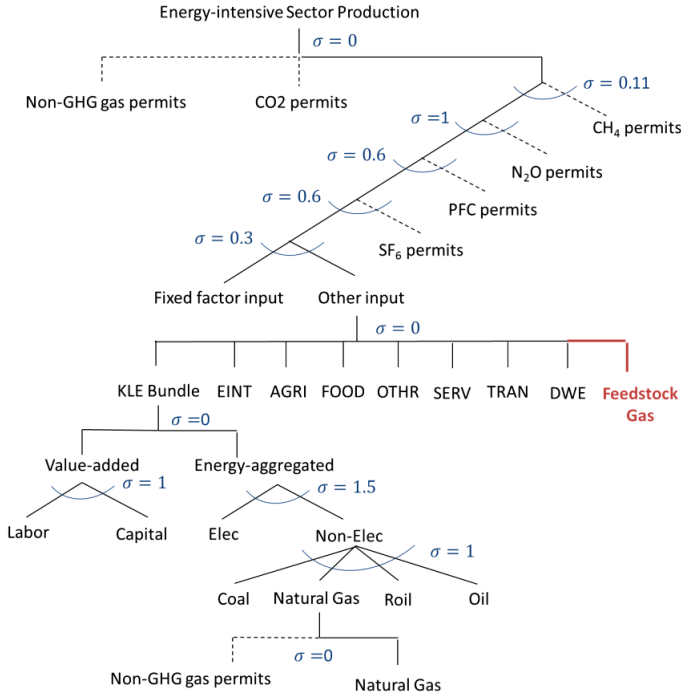 Energy-intensive Sector Production
σ = 0
Non-GHG gas permits
CO2 permits
σ = 0.11
CH₄ permits
σ =1
N₂O permits
σ = 0.6
PFC permits
σ = 0.6
SF₆ permits
σ = 0.3
Fixed factor input
Other input
σ = 0
KLE Bundle
EINT
AGRI
FOOD
OTHR
SERV
TRAN
DWE
Feedstock
Gas
σ =0
Value-added
Energy-aggregated
σ = 1
σ = 1.5
Labor
Capital
Elec
Non-Elec
σ = 1
Coal
Natural Gas
Roil
Oil
σ =0
Non-GHG gas permits
Natural Gas